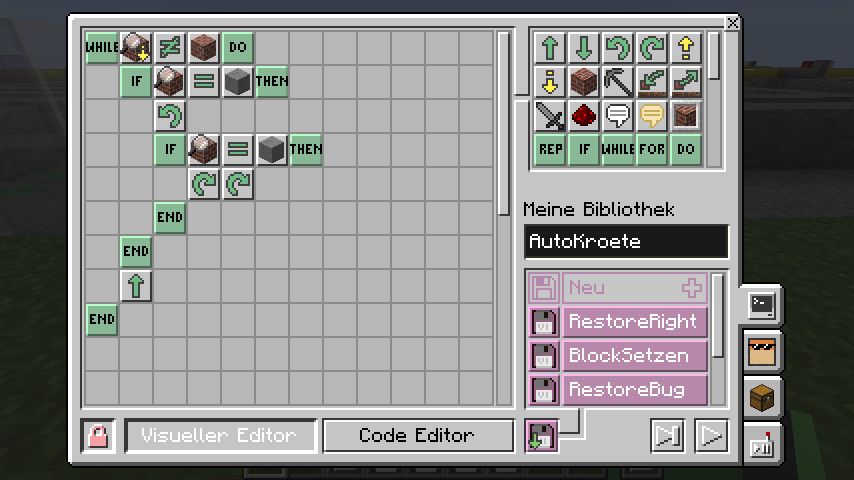 WHILE DO
IF THEN
IF THEN
END
END
END
REP IF WHILE FOR DO
Meine Bibliothek
AutoKroete
Neu
RestoreRight
BlockSetzen
RestoreBug
Visueller Editor
Code Editor